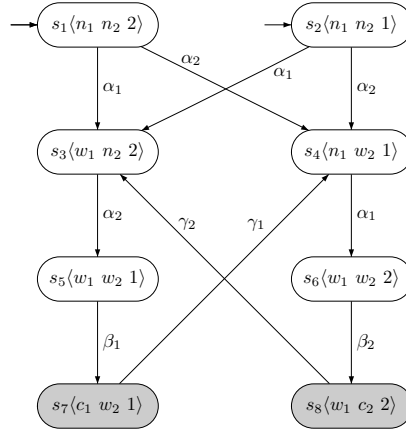 s₁⟨n₁ n₂ 2⟩ s₂⟨n₁ n₂ 1⟩
α₂ α₁
α₁ α₂
s₃⟨w₁ n₂ 2⟩ s₄⟨n₁ w₂ 1⟩
α₂ γ₂ γ₁ α₁
s₅⟨w₁ w₂ 1⟩ s₆⟨w₁ w₂ 2⟩
β₁ β₂
s₇⟨c₁ w₂ 1⟩ s₈⟨w₁ c₂ 2⟩